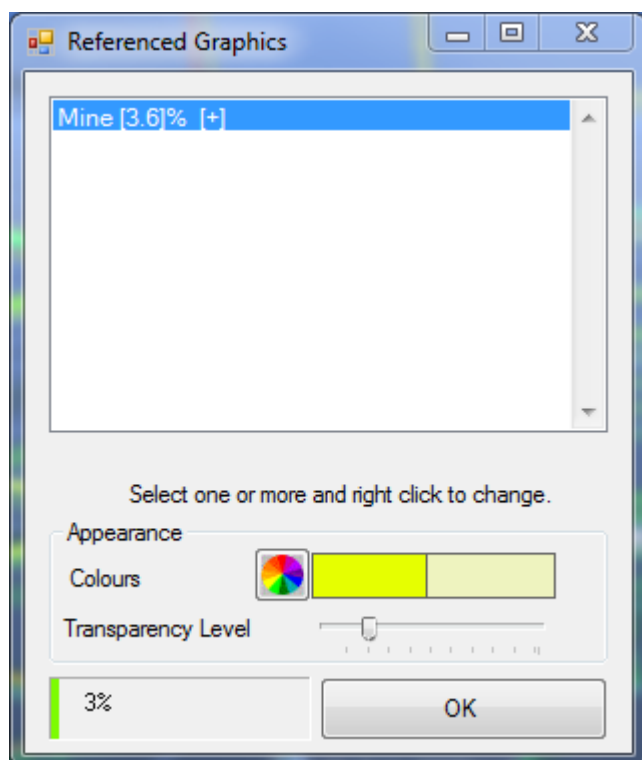 Referenced Graphics
Mine [3.6]% [+]
Select one or more and right click to change.
Appearance
Colours
Transparency Level
3%
OK